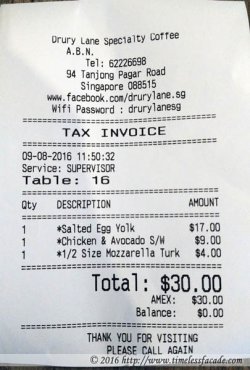 Drury Lane Specialty Coffee
A.B.N.
Tel: 62226698
94 Tanjong Pagar Road
Singapore 088515
www.facebook.com/drurylane.sg
Wifi Password : drurylanesg
TAX INVOICE
09-08-2016 11:50:32
Service: SUPERVISOR
Table: 16
Qty DESCRIPTION AMOUNT
1 *Salted Egg Yolk $17.00
1 *Chicken & Avocado S/W $9.00
1 *1/2 Size Mozzarella Turk $4.00
Total: $30.00
AMEX: $30.00
Balance: $0.00
THANK YOU FOR VISITING
PLEASE CALL AGAIN
© 2016 http://www.timelessfacade.com